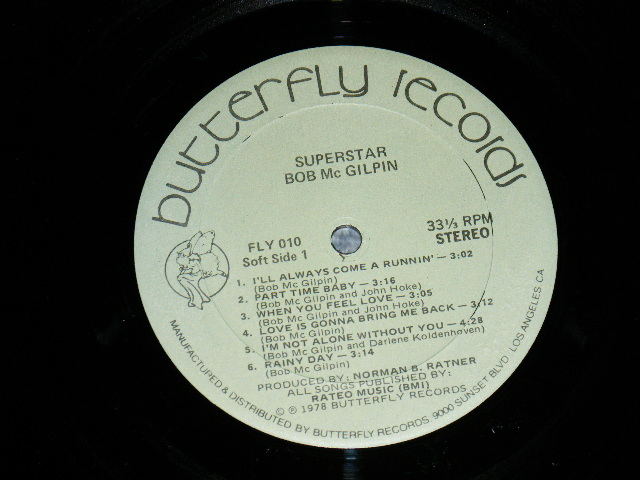 butterfly records
SUPERSTAR
BOB Mc GILPIN
FLY 010
Soft Side 1
33⅓ RPM
STEREO
1. I'LL ALWAYS COME A RUNNIN' — 3:02
(Bob Mc Gilpin)
2. PART TIME BABY — 3:16
(Bob Mc Gilpin and John Hoke)
3. WHEN YOU FEEL LOVE — 3:05
(Bob Mc Gilpin and John Hoke)
4. LOVE IS GONNA BRING ME BACK — 3:12
(Bob Mc Gilpin)
5. I'M NOT ALONE WITHOUT YOU — 4:28
(Bob Mc Gilpin and Darlene Koldenhoven)
6. RAINY DAY — 3:14
(Bob Mc Gilpin)
PRODUCED BY: NORMAN B. RATNER
ALL SONGS PUBLISHED BY:
RATEO MUSIC (BMI)
© ℗ 1978 BUTTERFLY RECORDS
MANUFACTURED & DISTRIBUTED BY BUTTERFLY RECORDS 9000 SUNSET BLVD. LOS ANGELES CA